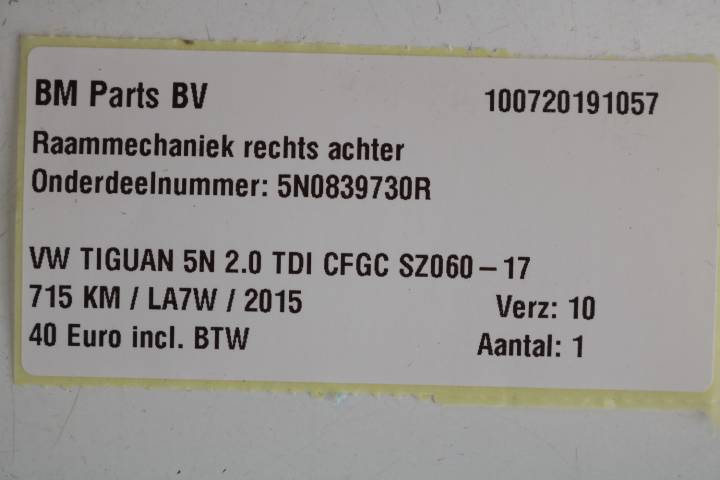 BM Parts BV 100720191057
Raammechaniek rechts achter
Onderdeelnummer: 5N0839730R
VW TIGUAN 5N 2.0 TDI CFGC SZ060 – 17
715 KM / LA7W / 2015 Verz: 10
40 Euro incl. BTW Aantal: 1